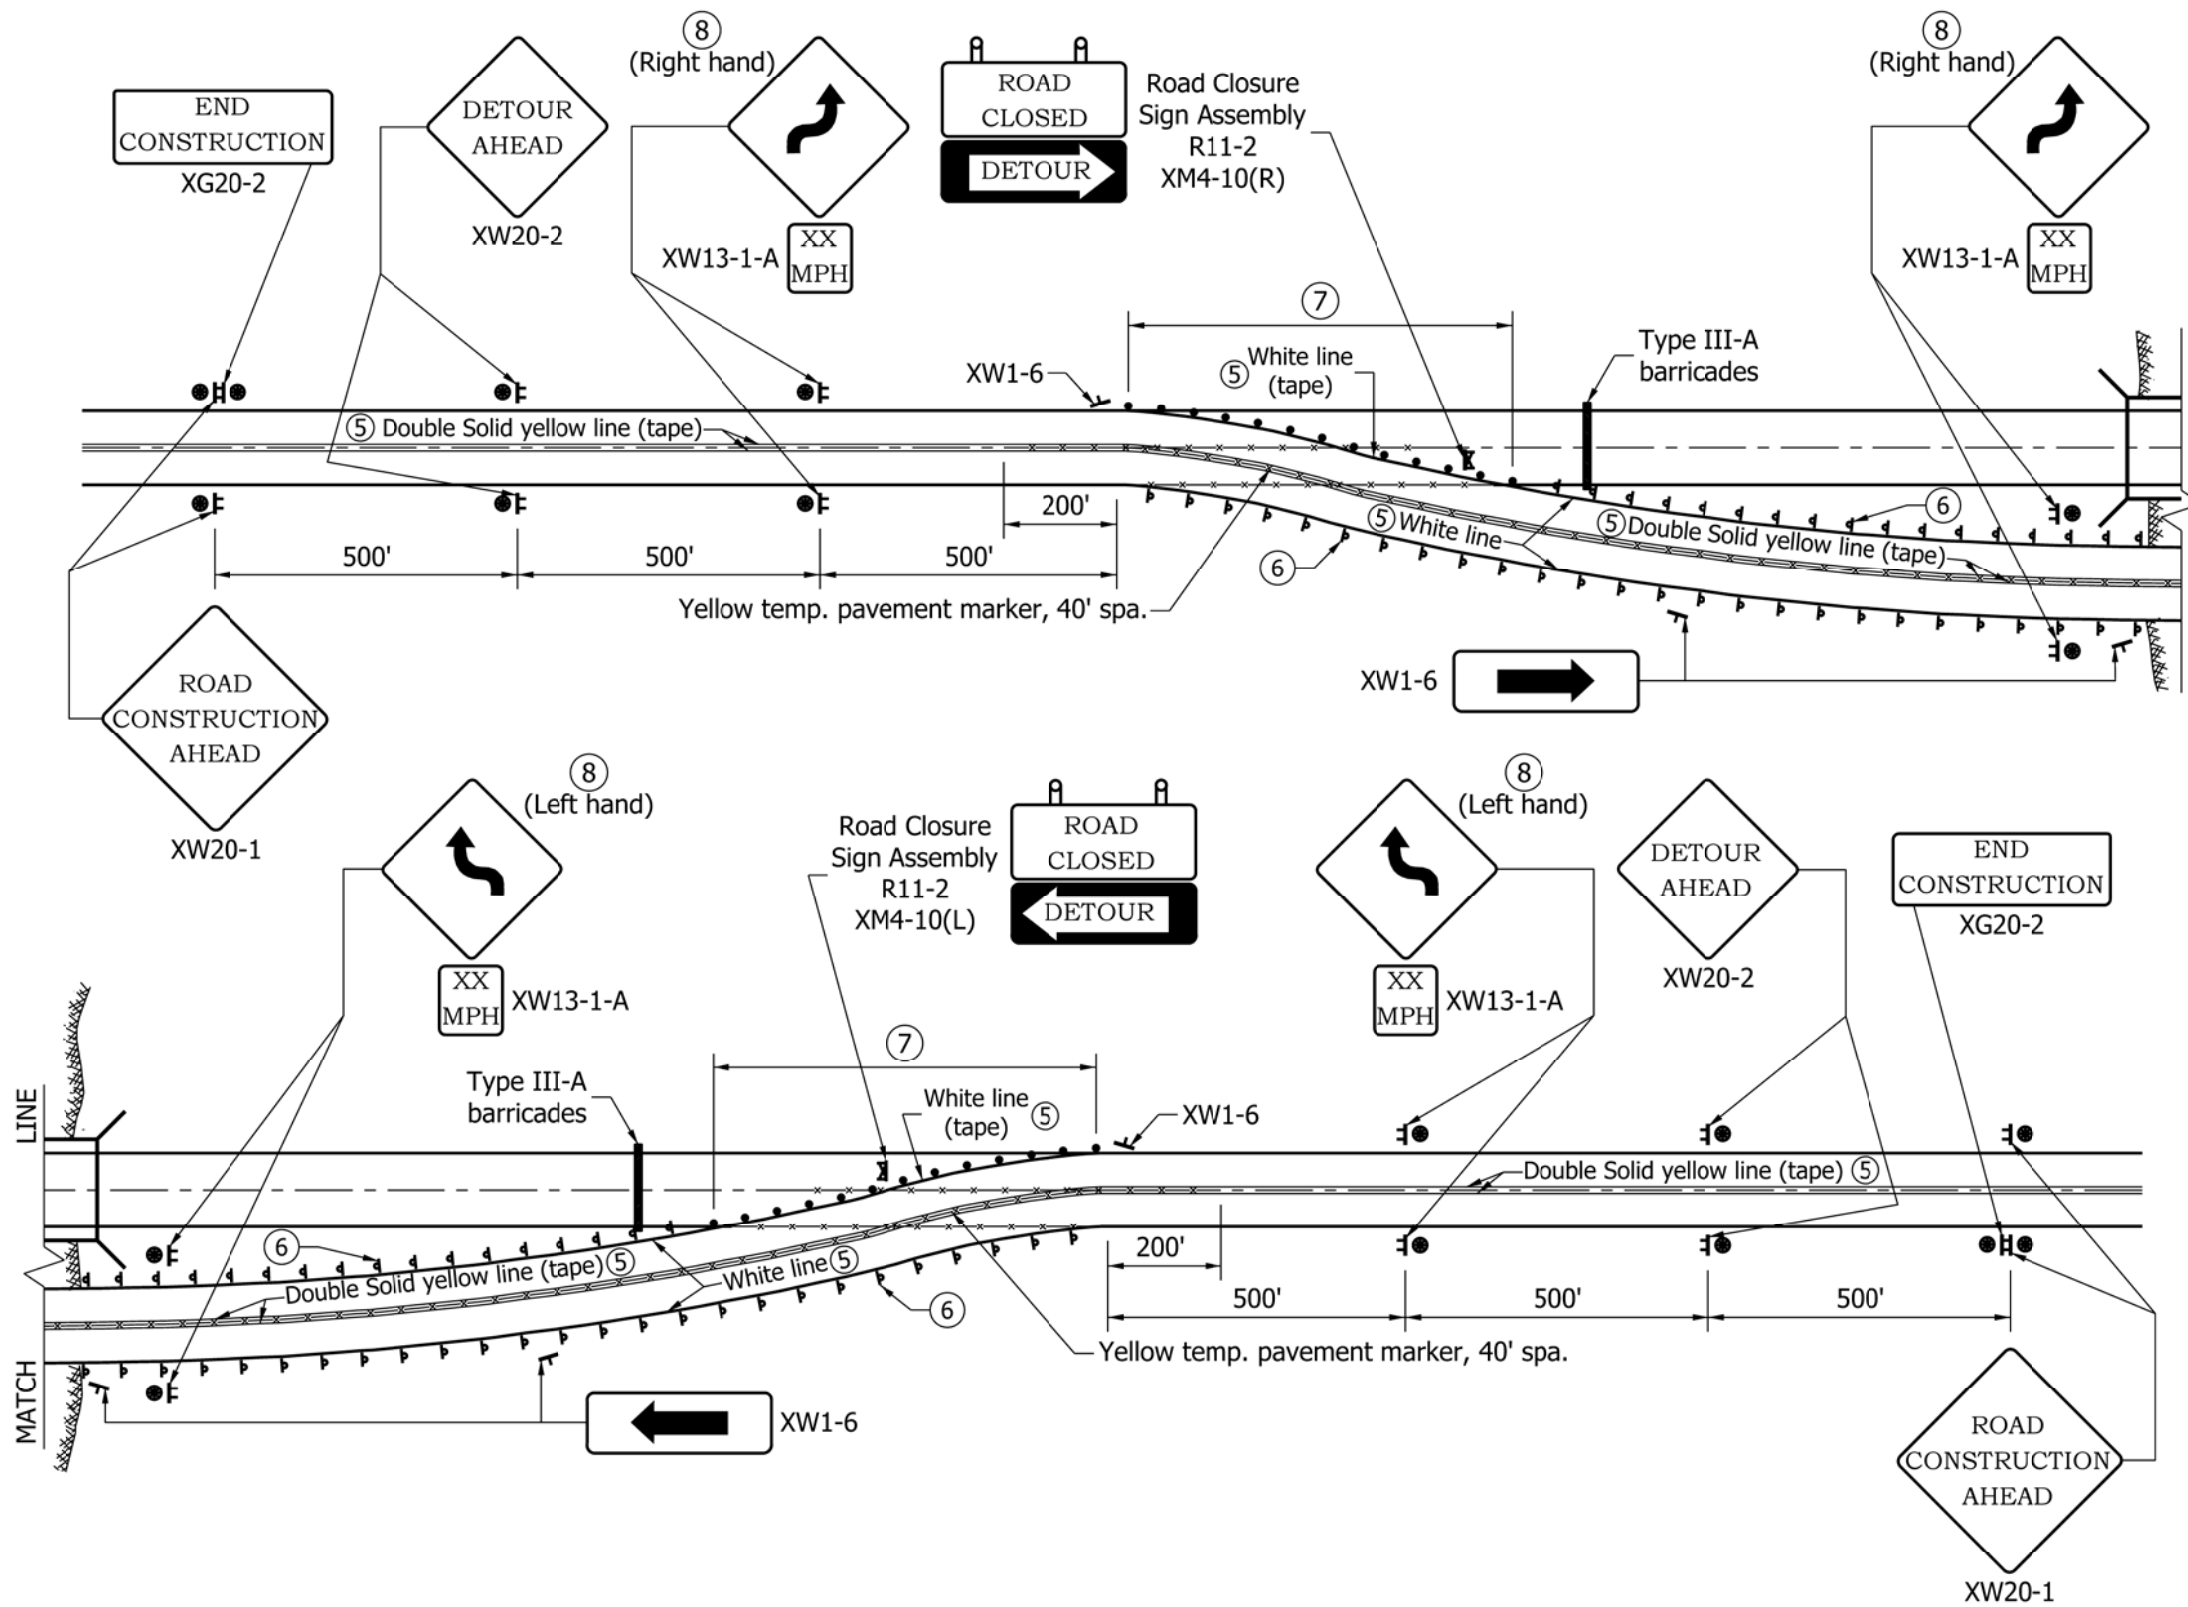 8
(Right hand)
END
CONSTRUCTION
XG20-2
DETOUR
AHEAD
XW20-2
XX
MPH
XW13-1-A
ROAD
CLOSED
DETOUR
Road Closure
Sign Assembly
R11-2
XM4-10(R)
8
(Right hand)
XX
MPH
XW13-1-A
7
XW1-6
5 White line
(tape)
Type III-A
barricades
5 Double Solid yellow line (tape)
200'
500'
500'
500'
5 White line
5 Double Solid yellow line (tape)
6
6
Yellow temp. pavement marker, 40' spa.
XW1-6
ROAD
CONSTRUCTION
AHEAD
XW20-1
8
(Left hand)
XX
MPH
XW13-1-A
Road Closure
Sign Assembly
R11-2
XM4-10(L)
ROAD
CLOSED
DETOUR
8
(Left hand)
XX
MPH
XW13-1-A
DETOUR
AHEAD
XW20-2
END
CONSTRUCTION
XG20-2
7
Type III-A
barricades
White line
(tape) 5
XW1-6
Double Solid yellow line (tape) 5
6
Double Solid yellow line (tape) 5
White line 5
6
200'
500'
500'
500'
Yellow temp. pavement marker, 40' spa.
MATCH LINE
XW1-6
ROAD
CONSTRUCTION
AHEAD
XW20-1